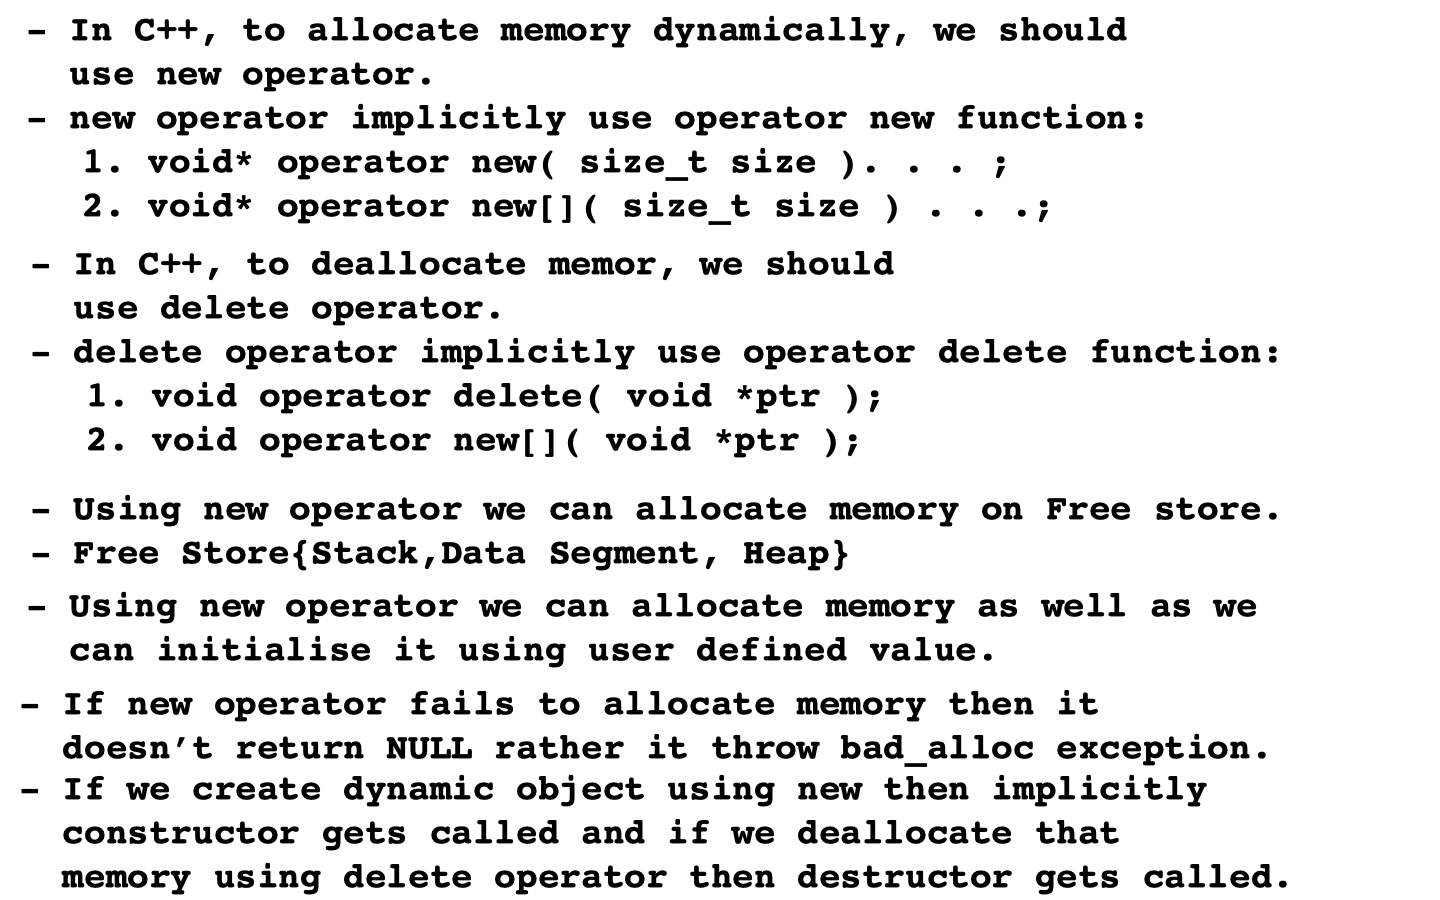 – In C++, to allocate memory dynamically, we should
use new operator.
– new operator implicitly use operator new function:
1. void* operator new( size_t size ). . . ;
2. void* operator new[]( size_t size ) . . .;
– In C++, to deallocate memor, we should
use delete operator.
– delete operator implicitly use operator delete function:
1. void operator delete( void *ptr );
2. void operator new[]( void *ptr );
– Using new operator we can allocate memory on Free store.
– Free Store{Stack,Data Segment, Heap}
– Using new operator we can allocate memory as well as we
can initialise it using user defined value.
– If new operator fails to allocate memory then it
doesn’t return NULL rather it throw bad_alloc exception.
– If we create dynamic object using new then implicitly
constructor gets called and if we deallocate that
memory using delete operator then destructor gets called.